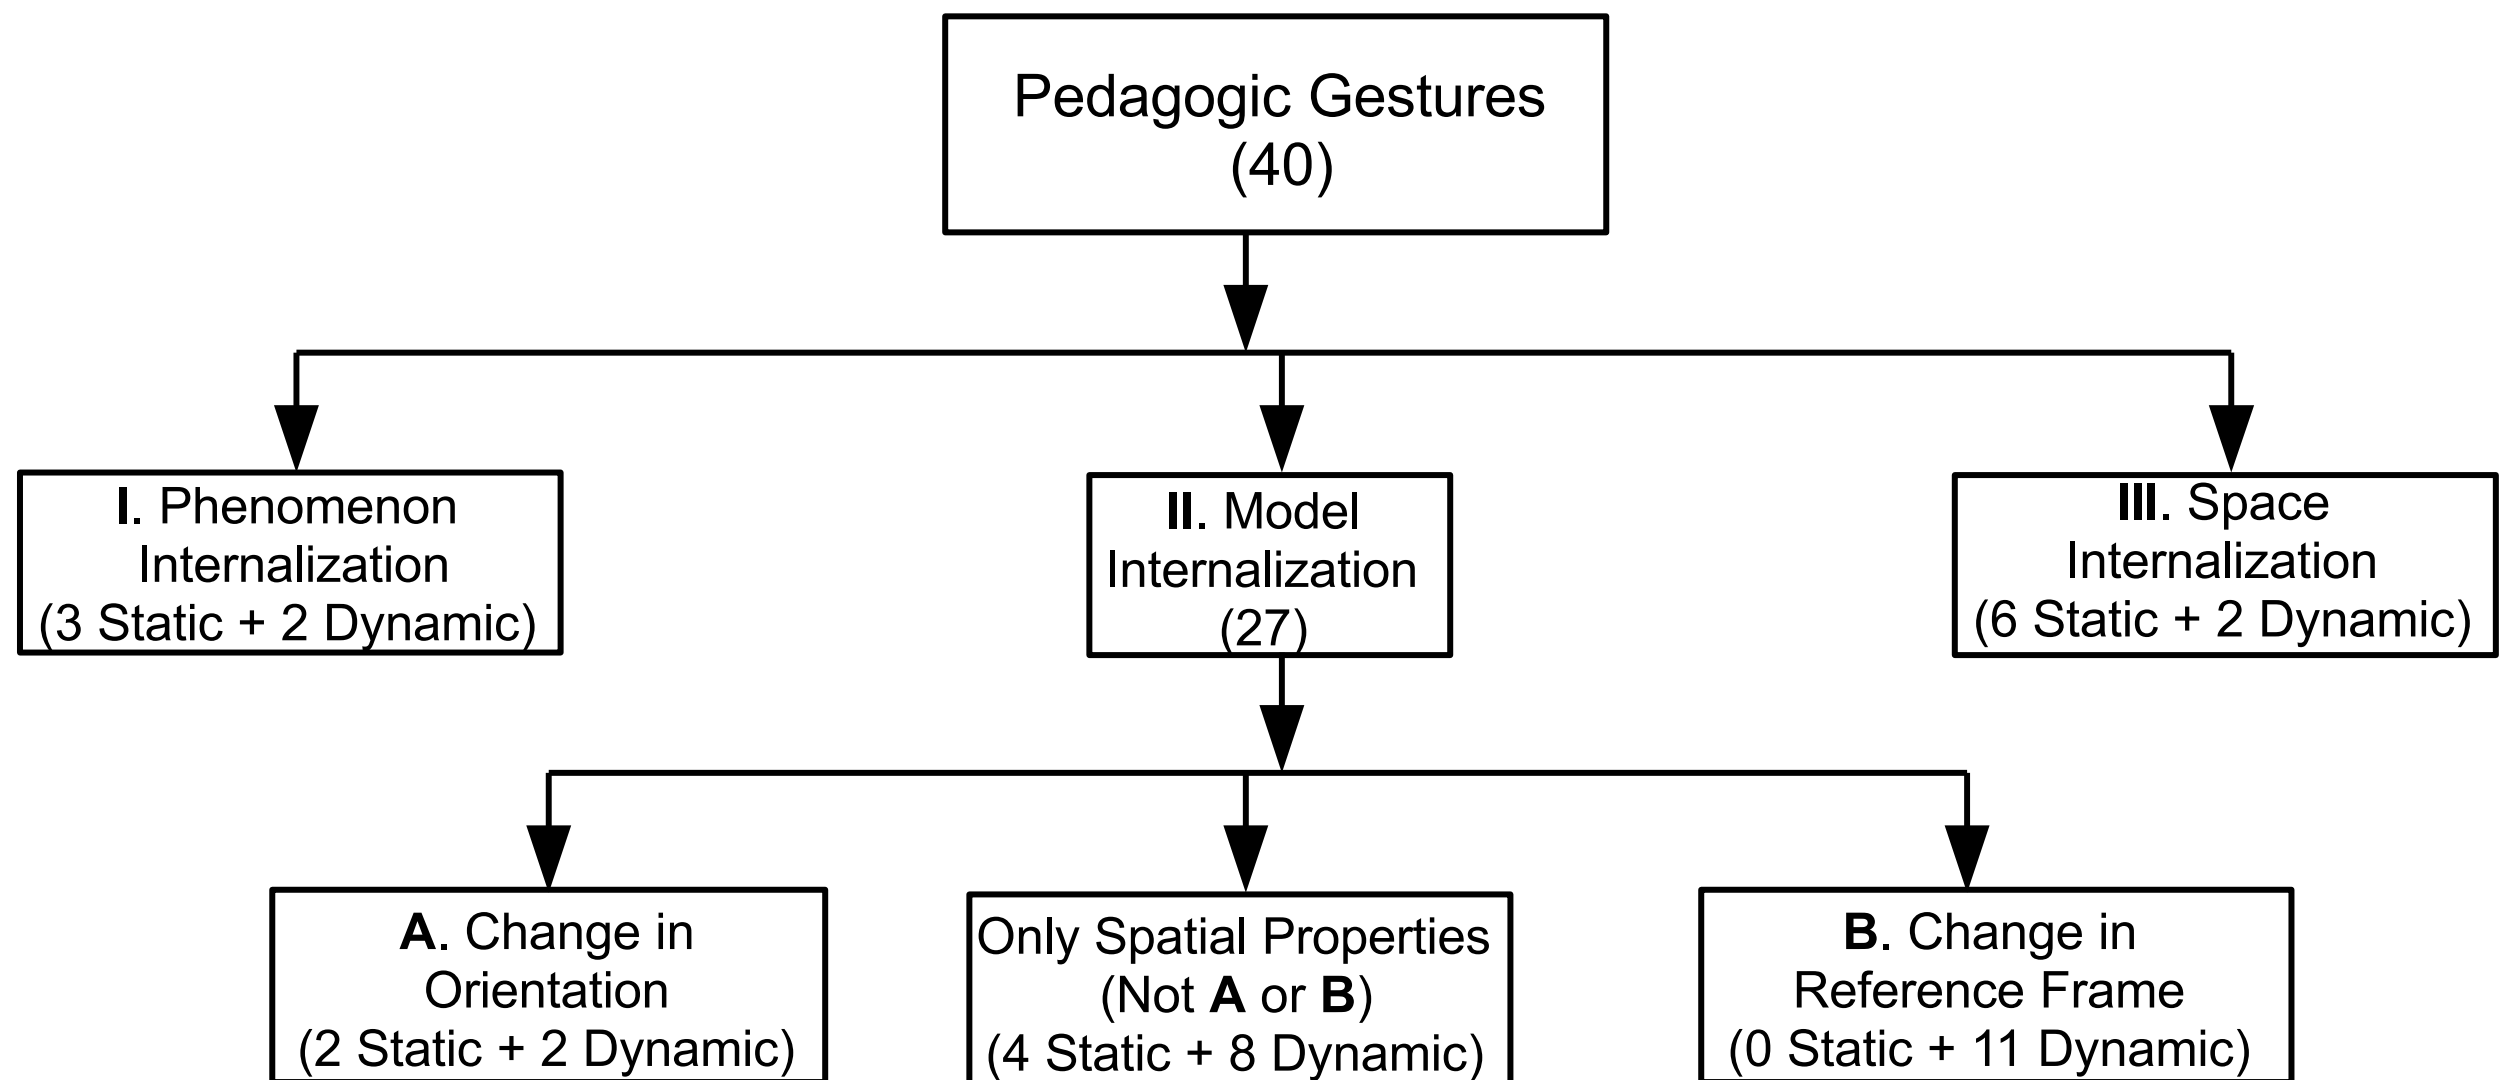 Pedagogic Gestures
(40)
I. Phenomenon
Internalization
(3 Static + 2 Dynamic)
II. Model
Internalization
(27)
III. Space
Internalization
(6 Static + 2 Dynamic)
A. Change in
Orientation
(2 Static + 2 Dynamic)
Only Spatial Properties
(Not A or B)
(4 Static + 8 Dynamic)
B. Change in
Reference Frame
(0 Static + 11 Dynamic)